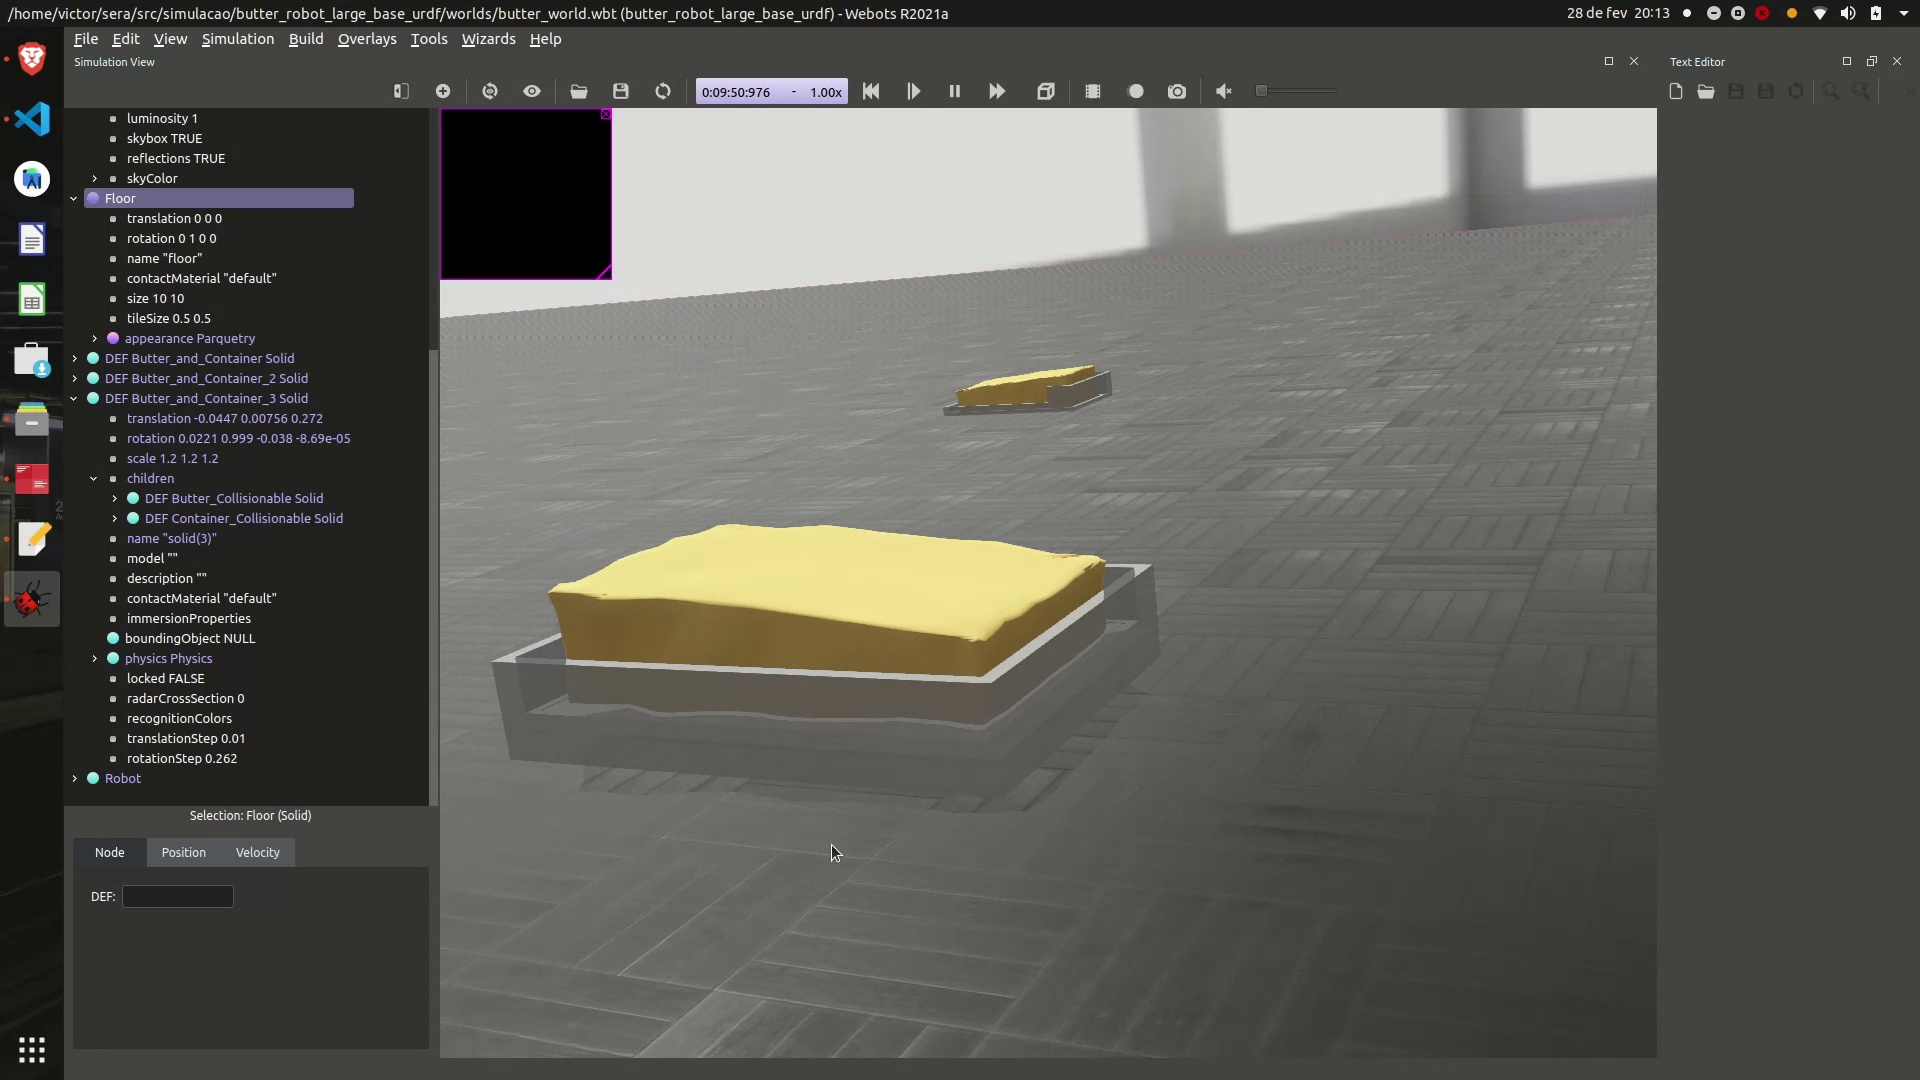 /home/victor/sera/src/simulacao/butter_robot_large_base_urdf/worlds/butter_world.wbt (butter_robot_large_base_urdf) - Webots R2021a
28 de fev 20:13
File Edit View Simulation Build Overlays Tools Wizards Help
Simulation View
Text Editor
0:09:50:976 - 1.00x
luminosity 1
skybox TRUE
reflections TRUE
skyColor
Floor
translation 0 0 0
rotation 0 1 0 0
name "floor"
contactMaterial "default"
size 10 10
tileSize 0.5 0.5
appearance Parquetry
DEF Butter_and_Container Solid
DEF Butter_and_Container_2 Solid
DEF Butter_and_Container_3 Solid
translation -0.0447 0.00756 0.272
rotation 0.0221 0.999 -0.038 -8.69e-05
scale 1.2 1.2 1.2
children
DEF Butter_Collisionable Solid
DEF Container_Collisionable Solid
name "solid(3)"
model ""
description ""
contactMaterial "default"
immersionProperties
boundingObject NULL
physics Physics
locked FALSE
radarCrossSection 0
recognitionColors
translationStep 0.01
rotationStep 0.262
Robot
Selection: Floor (Solid)
Node Position Velocity
DEF: